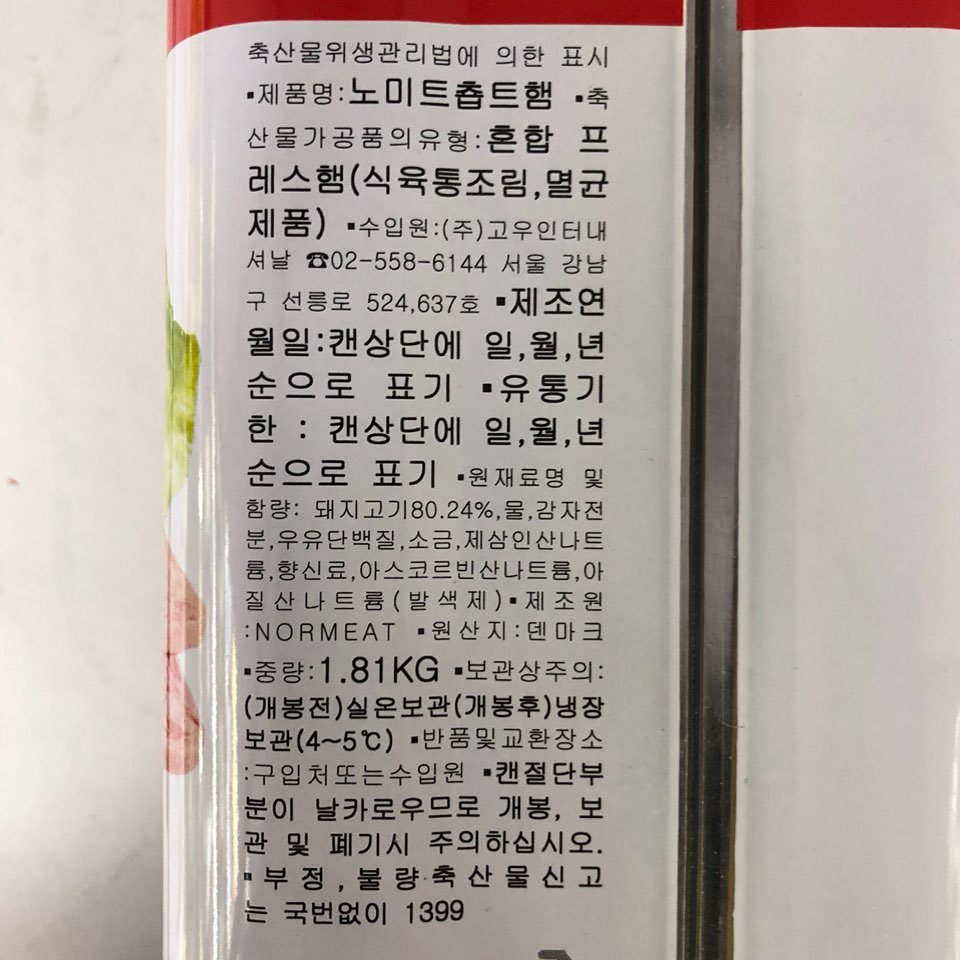 축산물위생관리법에 의한 표시
▪제품명:노미트촙트햄 ▪축
산물가공품의유형:혼합 프
레스햄(식육통조림,멸균
제품) ▪수입원:(주)고우인터내
셔날 ☎02-558-6144 서울 강남
구 선릉로 524,637호 ▪제조연
월일:캔상단에 일,월,년
순으로 표기 ▪유통기
한 : 캔상단에 일,월,년
순으로 표기 ▪원재료명 및
함량: 돼지고기80.24%,물,감자전
분,우유단백질,소금,제삼인산나트
륨,향신료,아스코르빈산나트륨,아
질산나트륨(발색제)▪제조원
:NORMEAT ▪원산지:덴마크
▪중량:1.81KG ▪보관상주의:
(개봉전)실온보관(개봉후)냉장
보관(4~5℃) ▪반품및교환장소
:구입처또는수입원 ▪캔절단부
분이 날카로우므로 개봉, 보
관 및 폐기시 주의하십시오.
▪부정,불량축산물신고
는 국번없이 1399